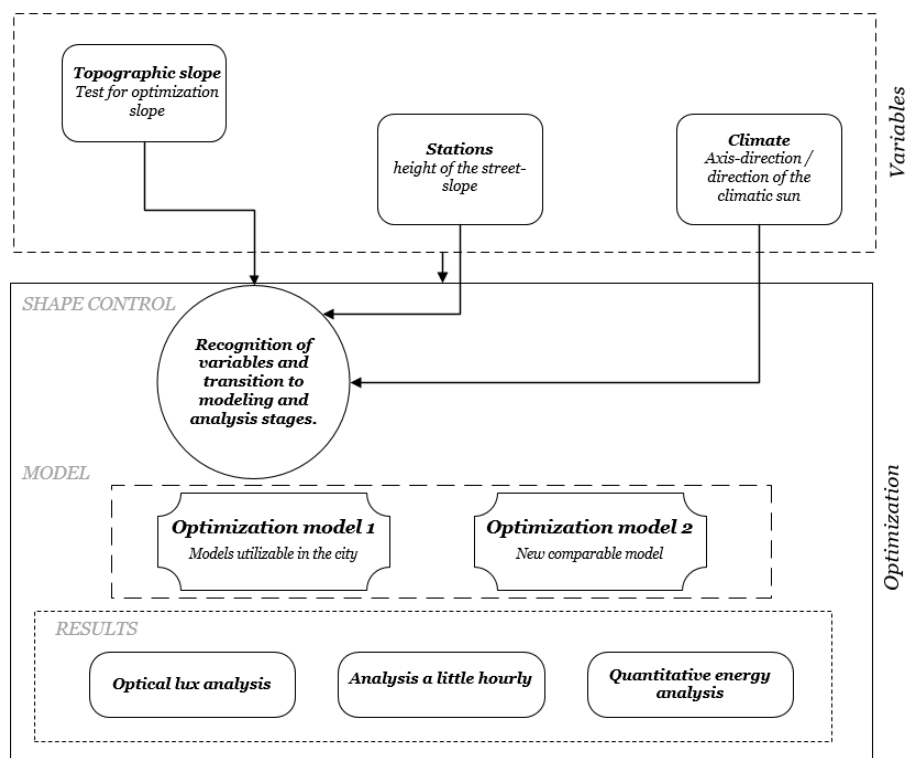 Topographic slope
Test for optimization
slope
Stations
height of the street-
slope
Climate
Axis-direction /
direction of the
climatic sun
Variables
SHAPE CONTROL
Recognition of
variables and
transition to
modeling and
analysis stages.
MODEL
Optimization model 1
Models utilizable in the city
Optimization model 2
New comparable model
Optimization
RESULTS
Optical lux analysis
Analysis a little hourly
Quantitative energy
analysis